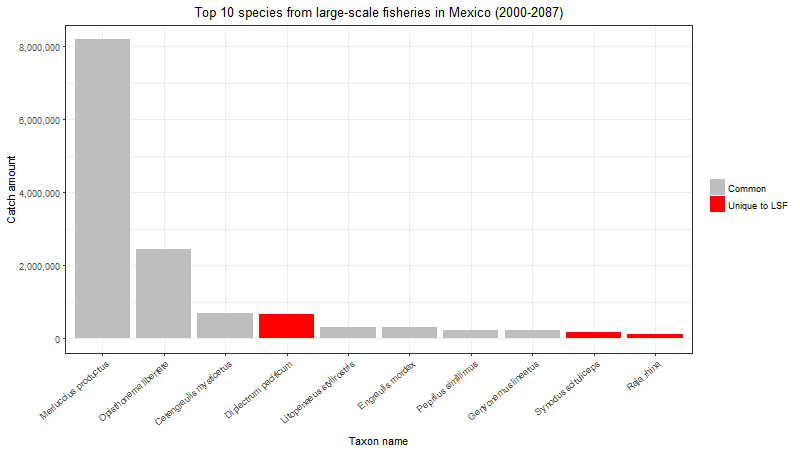 Top 10 species from large-scale fisheries in Mexico (2000-2087)
Catch amount
8,000,000
6,000,000
4,000,000
2,000,000
0
Merluccius productus
Opisthonema libertate
Cetengraulis mysticetus
Diplectrum pacificum
Litopenaeus stylirostris
Engraulis mordax
Peprilus simillimus
Genyonemus lineatus
Synodus scituliceps
Raja rhina
Taxon name
Common
Unique to LSF